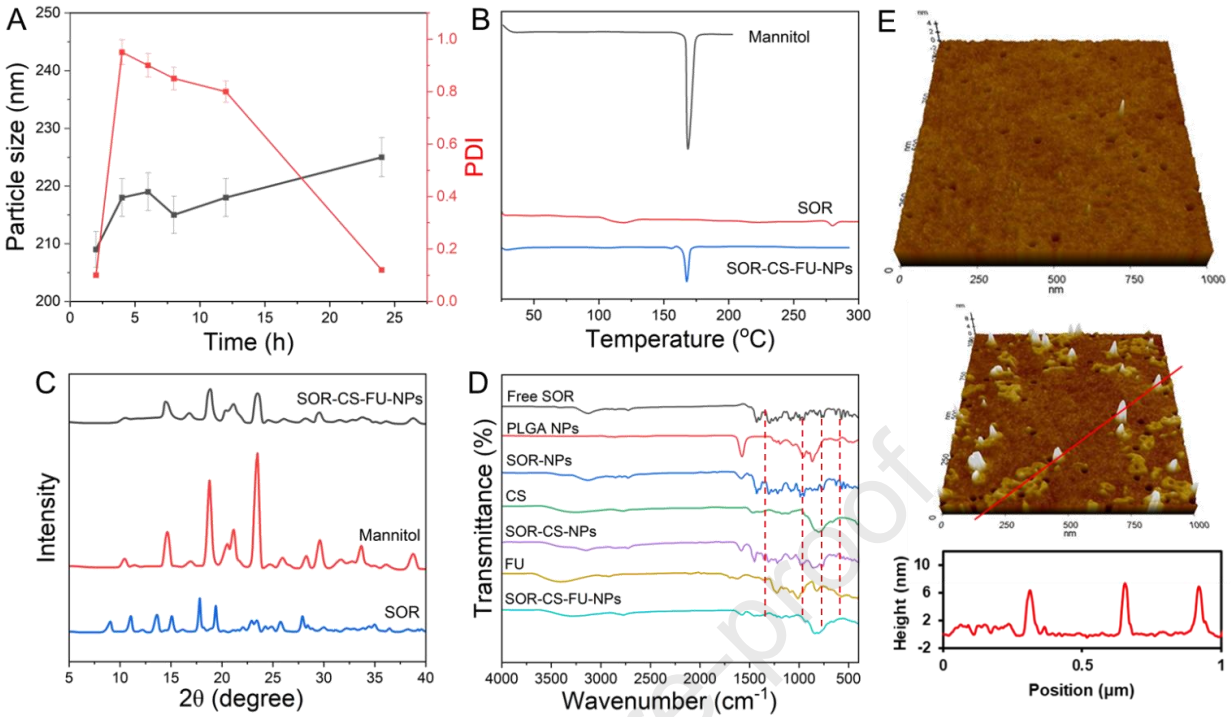 A
250
240
230
220
210
200
Particle size (nm)
0
5
10
15
20
25
Time (h)
1.0
0.8
0.6
0.4
0.2
0.0
PDI
B
Mannitol
SOR
SOR-CS-FU-NPs
50
100
150
200
250
300
Temperature (°C)
C
SOR-CS-FU-NPs
Mannitol
SOR
Intensity
5
10
15
20
25
30
35
40
2θ (degree)
D
Free SOR
PLGA NPs
SOR-NPs
CS
SOR-CS-NPs
FU
SOR-CS-FU-NPs
Transmittance (%)
4000
3500
3000
2500
2000
1500
1000
500
Wavenumber (cm⁻¹)
E
nm
0
250
500
750
1000
nm
0
250
500
750
1000
nm
10
6
2
-2
Height (nm)
0
0.5
1
Position (µm)
e-proof